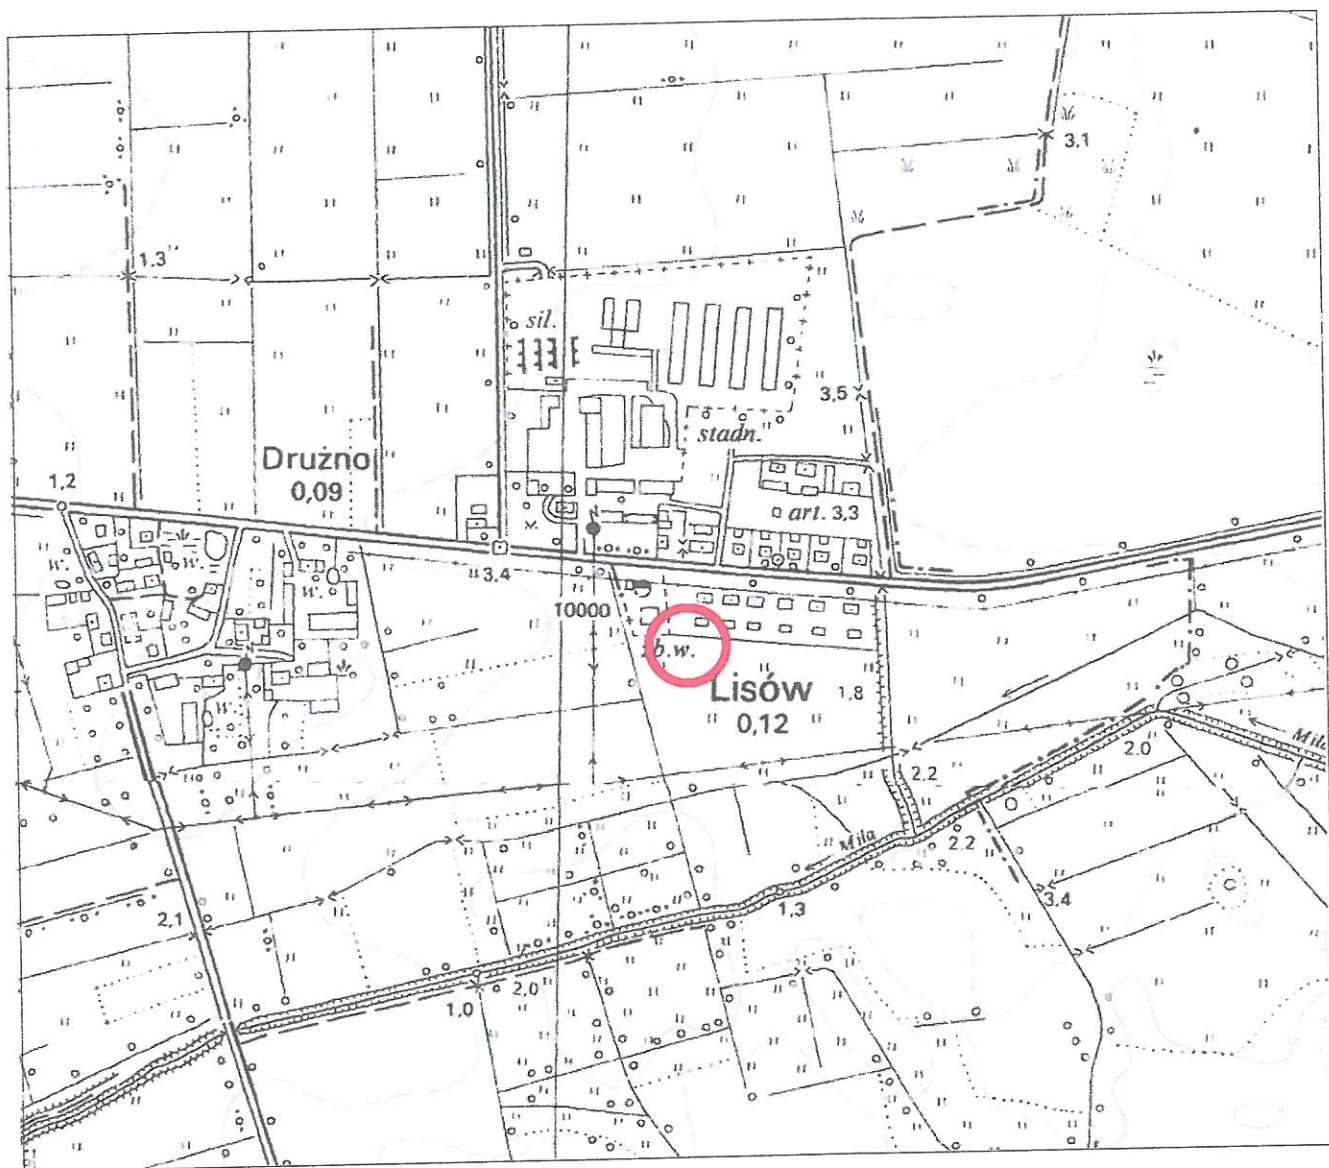 3,1
1.3
sil.
3,5
stadn.
Drużno
0,09
1,2
art. 3,3
W.
W.
W.
3,4
10000
zb.w.
Lisów
0,12
1,8
W.
Mila
2.0
2.2
Mila
2.2
3,4
1,3
2,1
2,0
1,0